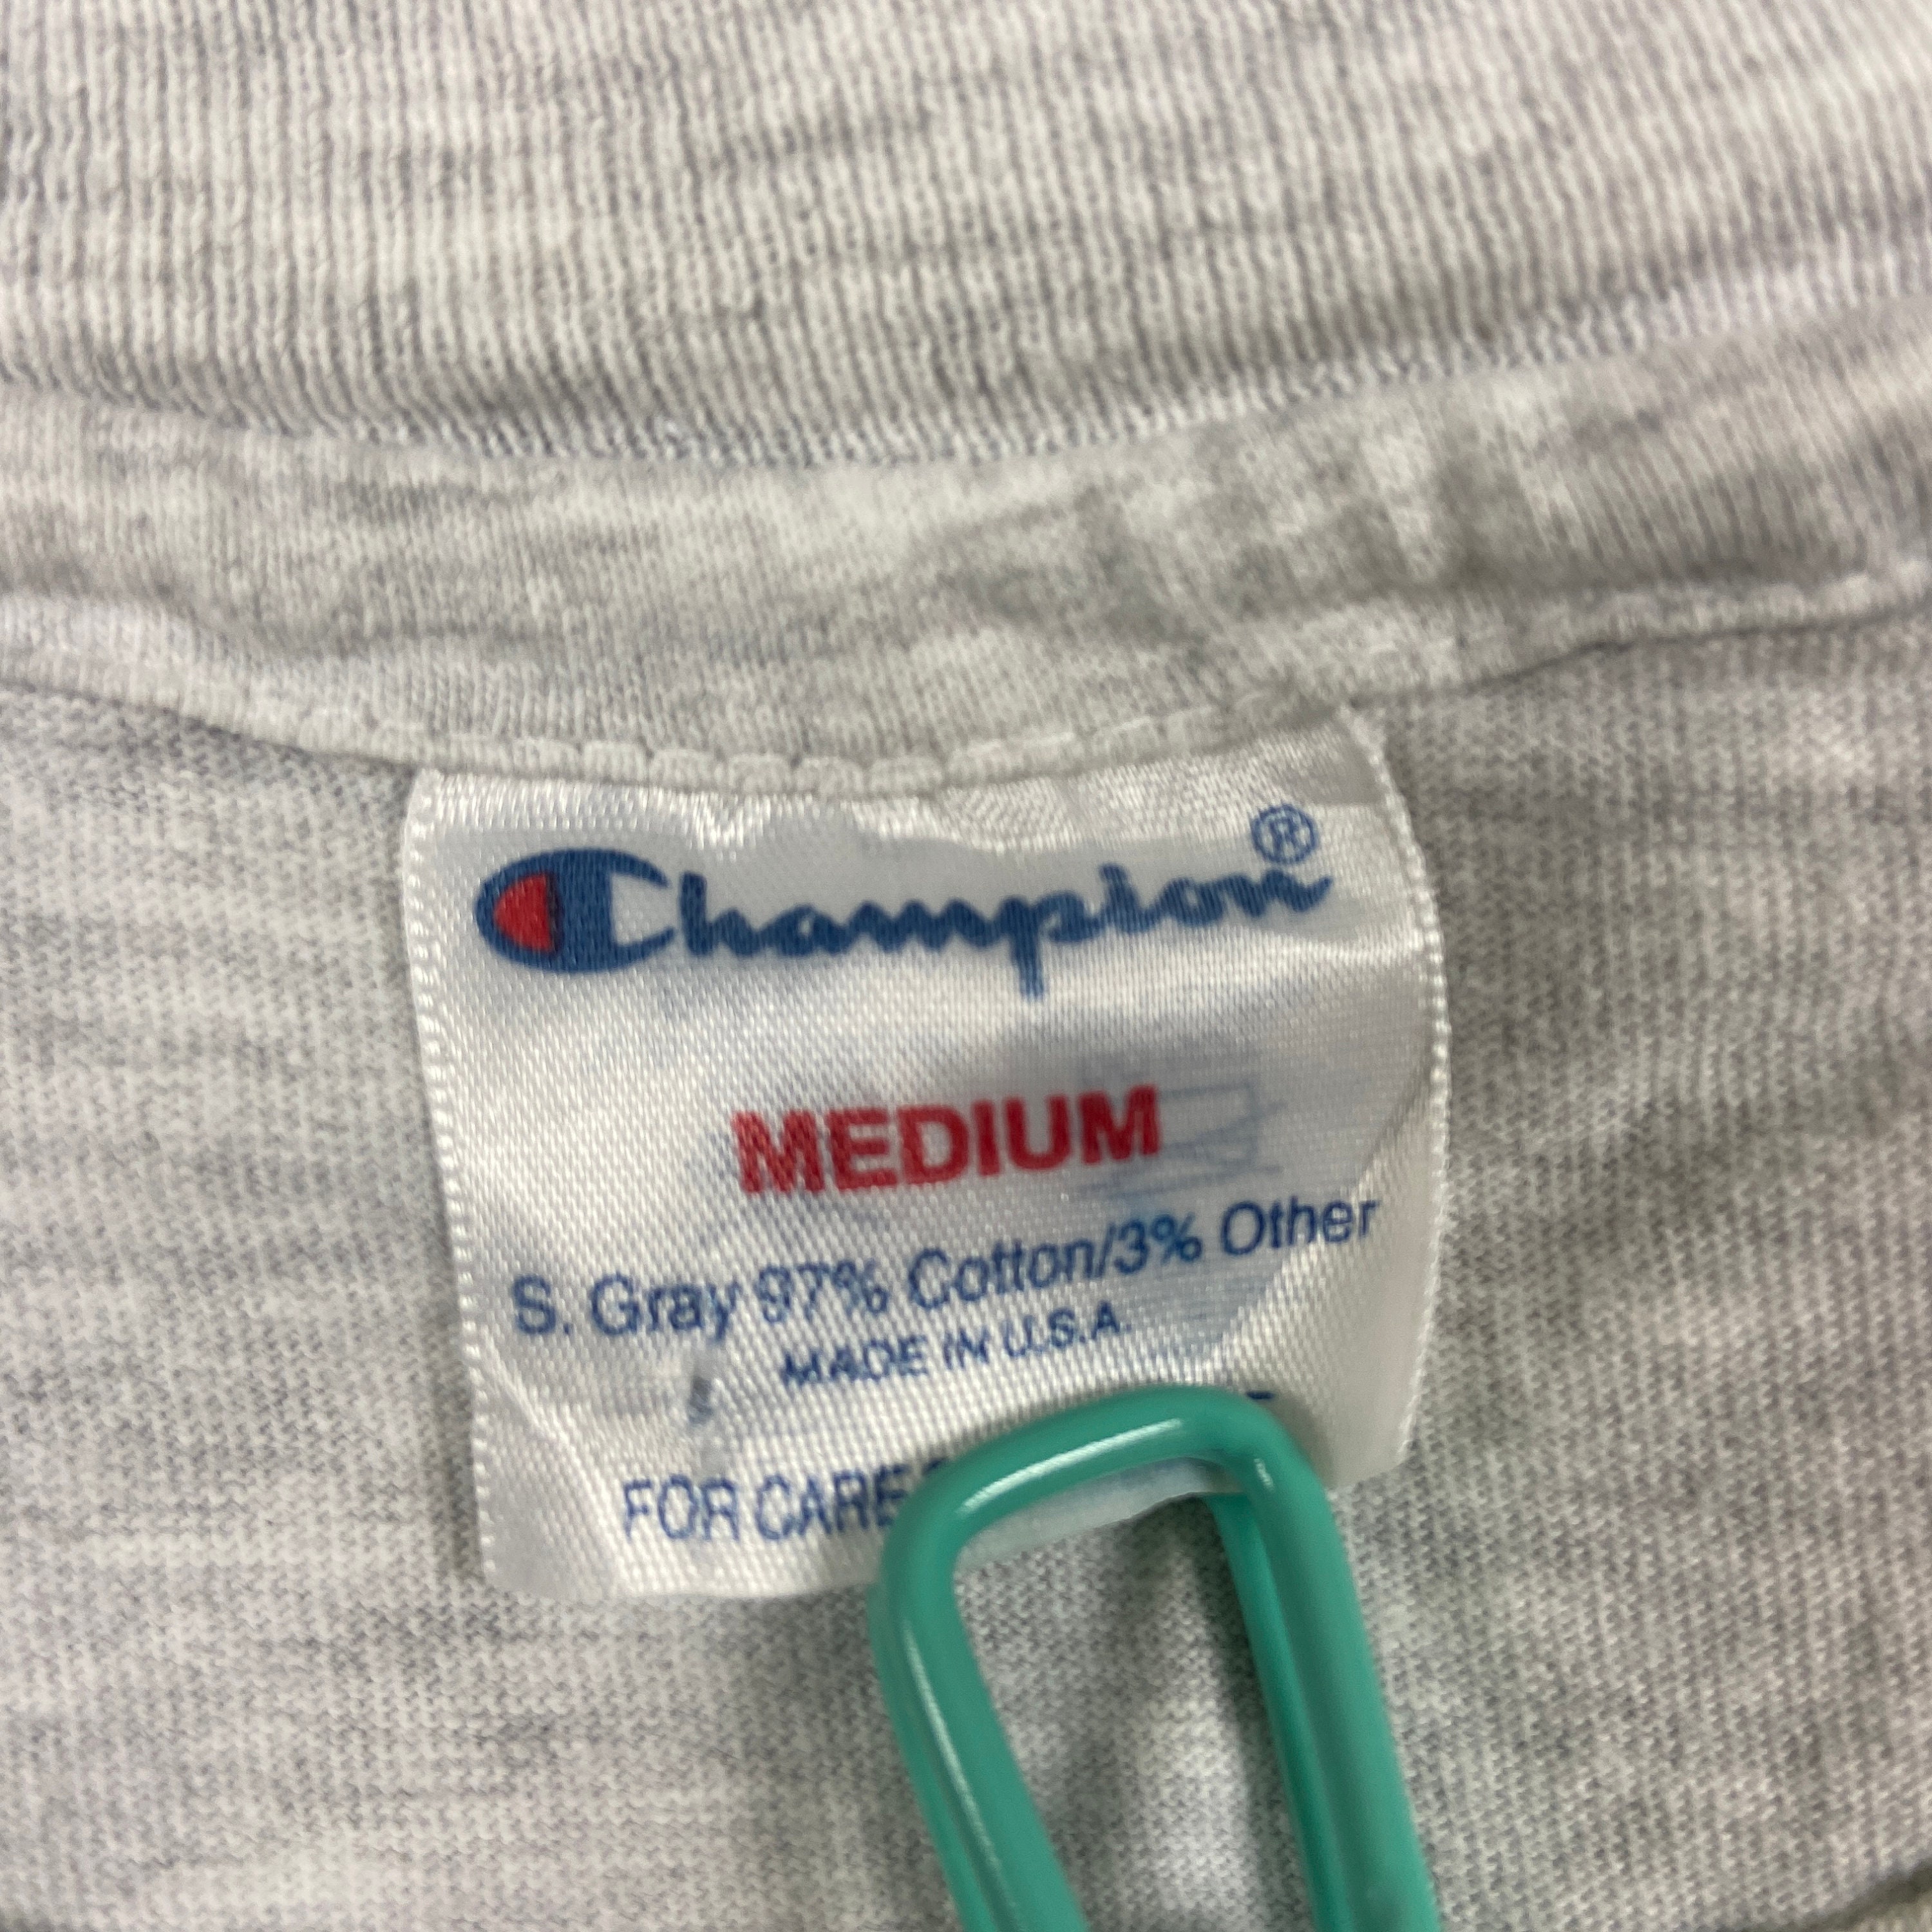 Champion®
MEDIUM
S. Gray 97% Cotton/3% Other
MADE IN U.S.A.
FOR CARE